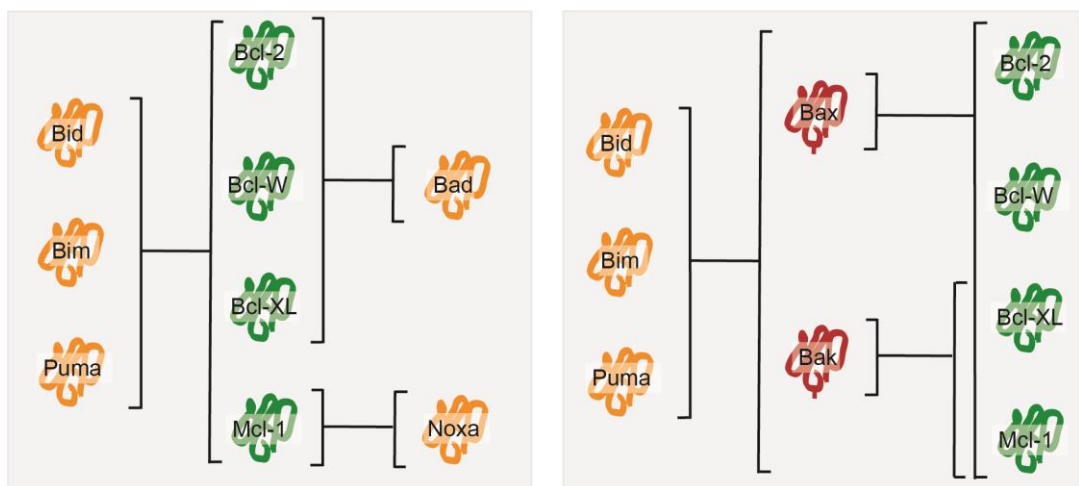 Bcl-2
Bid
Bcl-W
Bad
Bim
Bcl-XL
Puma
Mcl-1
Noxa
Bcl-2
Bax
Bid
Bcl-W
Bim
Bcl-XL
Bak
Puma
Mcl-1